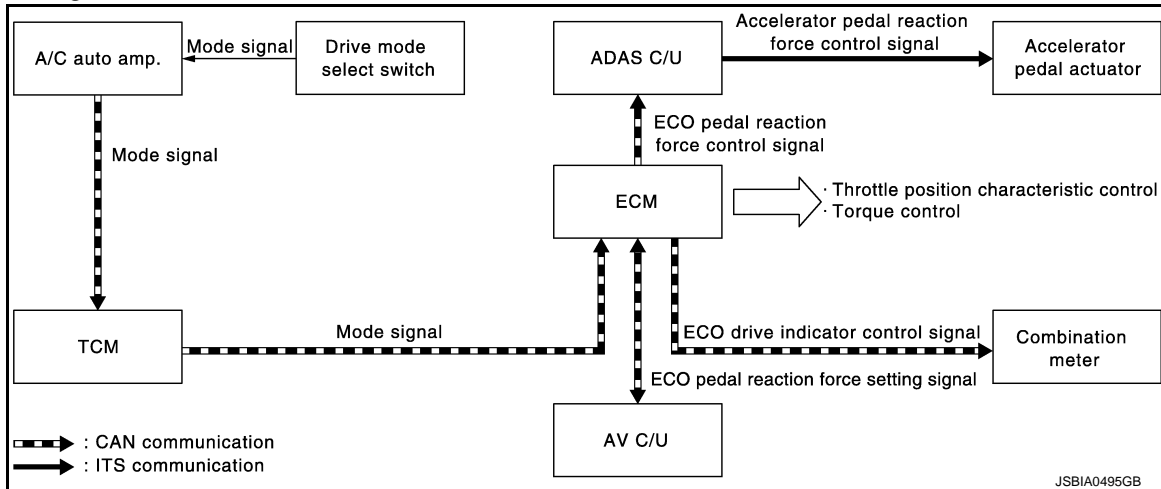 A/C auto amp.
Mode signal
Drive mode
select switch
Mode signal
TCM
Mode signal
ADAS C/U
Accelerator pedal reaction
force control signal
Accelerator
pedal actuator
ECO pedal reaction
force control signal
ECM
· Throttle position characteristic control
· Torque control
ECO drive indicator control signal
Combination
meter
ECO pedal reaction force setting signal
AV C/U
: CAN communication
: ITS communication
JSBIA0495GB